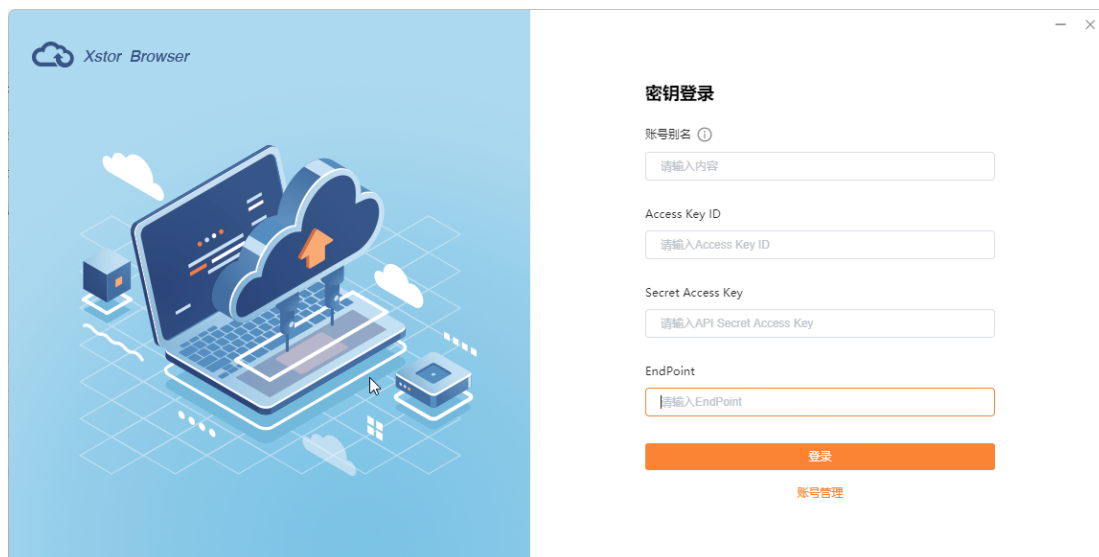 Xstor Browser
密钥登录
账号别名
请输入内容
Access Key ID
请输入Access Key ID
Secret Access Key
请输入API Secret Access Key
EndPoint
请输入EndPoint
登录
账号管理